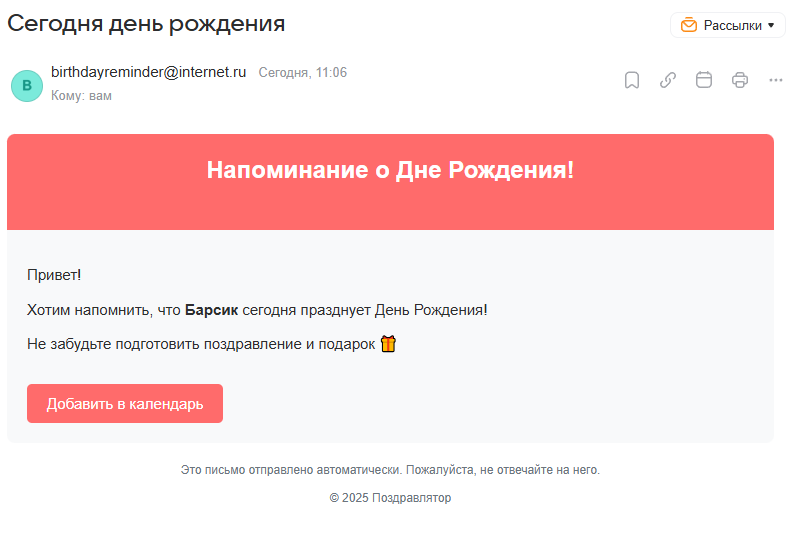 Сегодня день рождения
Рассылки
B
birthdayreminder@internet.ru Сегодня, 11:06
Кому: вам
Напоминание о Дне Рождения!
Привет!
Хотим напомнить, что Барсик сегодня празднует День Рождения!
Не забудьте подготовить поздравление и подарок 🎁
Добавить в календарь
Это письмо отправлено автоматически. Пожалуйста, не отвечайте на него.
© 2025 Поздравлятор